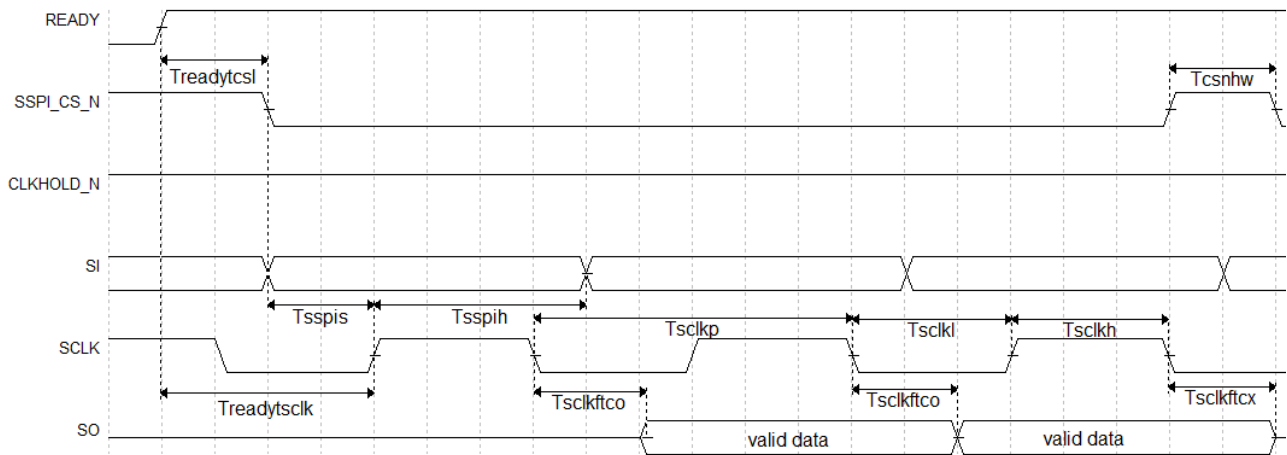 READY
Treadytcsl
Tcsnhw
SSPI_CS_N
CLKHOLD_N
SI
Tsspis
Tsspih
Tsclkp
Tsclkl
Tsclkh
SCLK
Treadytsclk
Tsclkftco
Tsclkftco
Tsclkftcx
SO
valid data
valid data